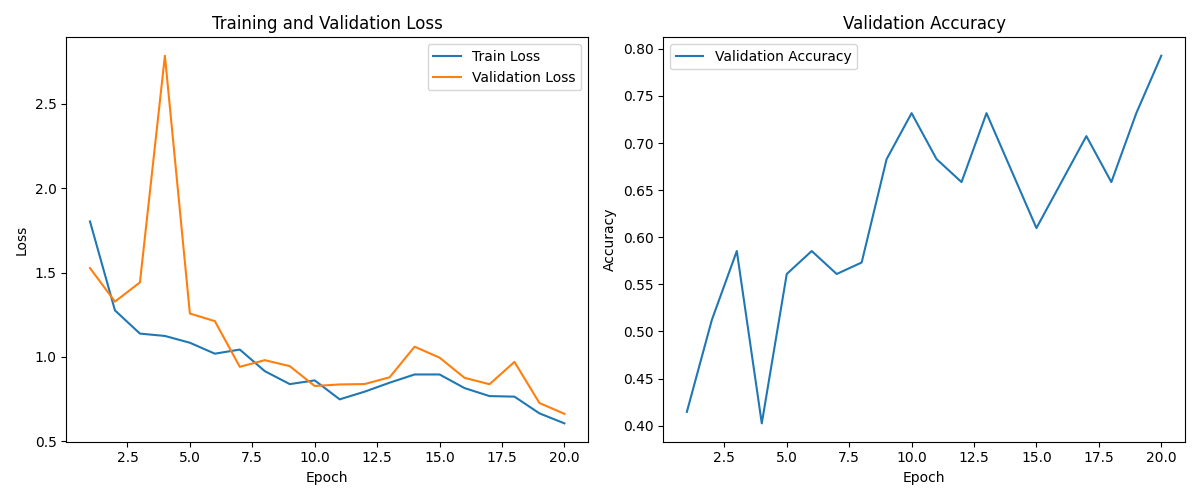 Training and Validation Loss
Train Loss
Validation Loss
2.5
2.0
1.5
1.0
0.5
Loss
2.5 5.0 7.5 10.0 12.5 15.0 17.5 20.0
Epoch
Validation Accuracy
Validation Accuracy
0.80
0.75
0.70
0.65
0.60
0.55
0.50
0.45
0.40
Accuracy
2.5 5.0 7.5 10.0 12.5 15.0 17.5 20.0
Epoch